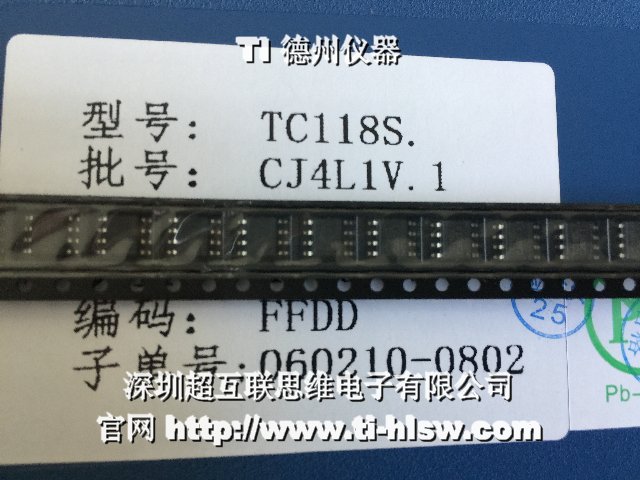 TI 德州仪器
型号: TC118S.
批号: CJ4L1V.1
编码: FFDD
25
子单号:060210-0802
Pb-
深圳超互联思维电子有限公司
官网 http://www.ti-hlsw.com